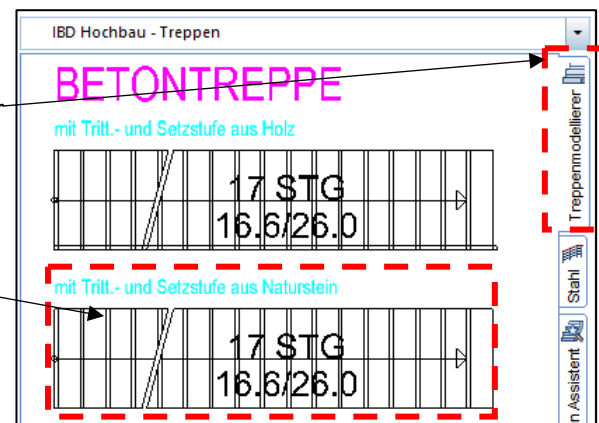 IBD Hochbau - Treppen
BETONTREPPE
mit Tritt.- und Setzstufe aus Holz
17 STG
16.6/26.0
mit Tritt.- und Setzstufe aus Naturstein
17 STG
16.6/26.0
Treppenmodellierer
Stahl
n Assistent